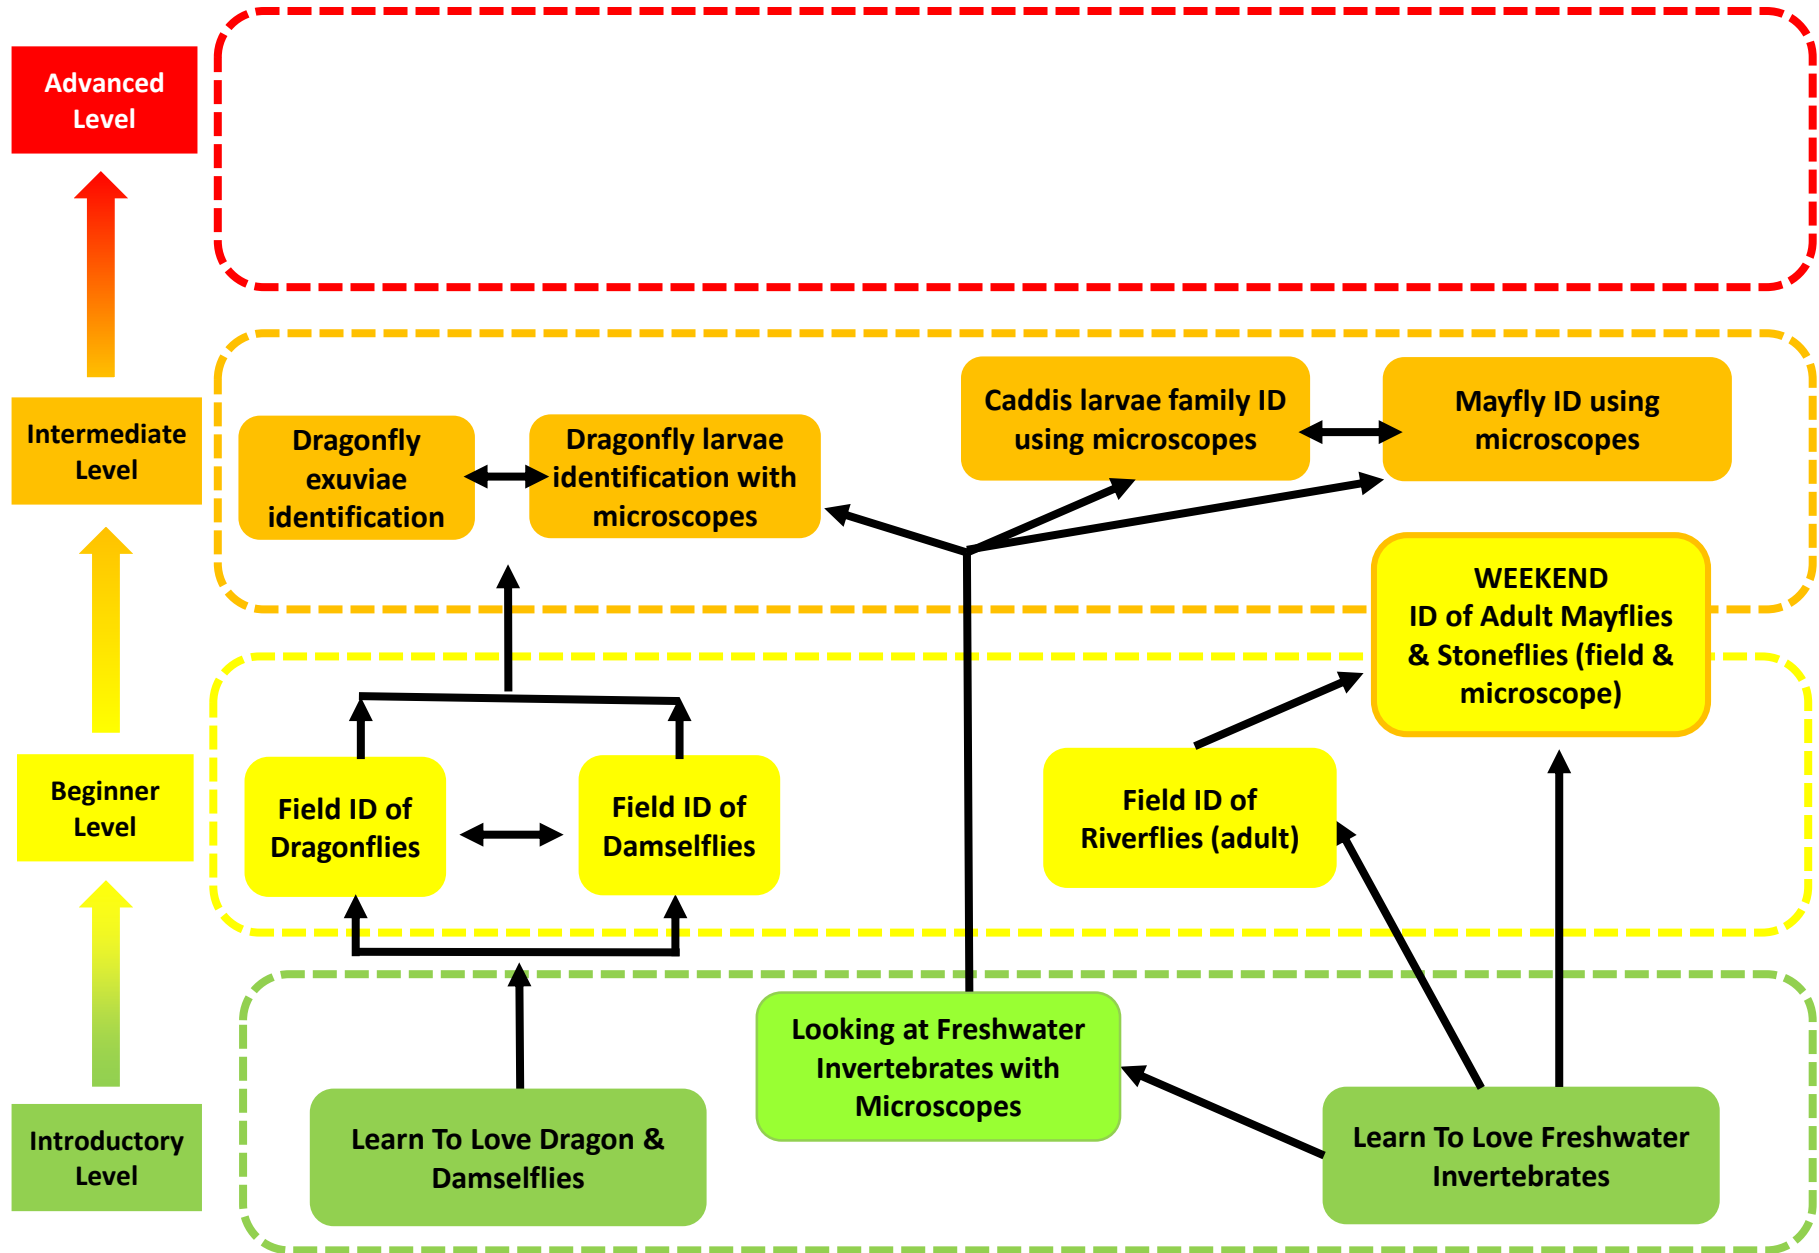 Advanced
Level
Intermediate
Level
Dragonfly
exuviae
identification
Dragonfly larvae
identification with
microscopes
Caddis larvae family ID
using microscopes
Mayfly ID using
microscopes
WEEKEND
ID of Adult Mayflies
& Stoneflies (field &
microscope)
Beginner
Level
Field ID of
Dragonflies
Field ID of
Damselflies
Field ID of
Riverflies (adult)
Introductory
Level
Learn To Love Dragon &
Damselflies
Looking at Freshwater
Invertebrates with
Microscopes
Learn To Love Freshwater
Invertebrates